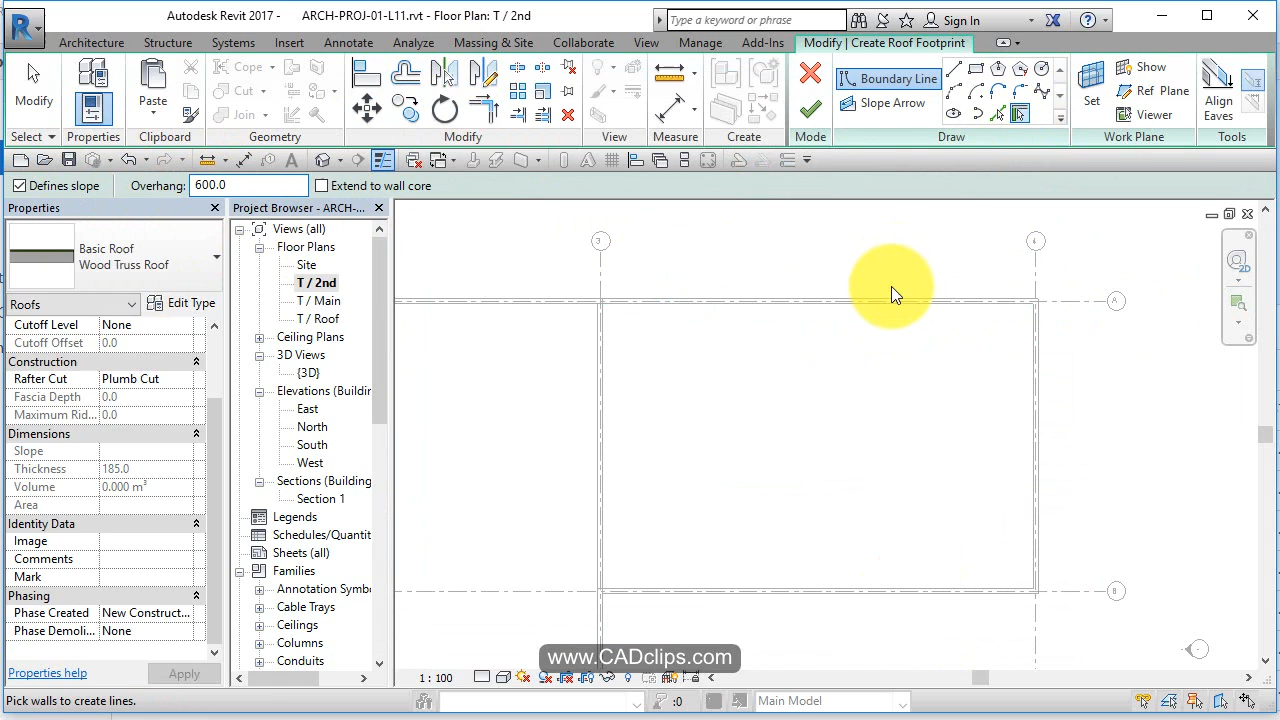 Autodesk Revit 2017 - ARCH-PROJ-01-L11.rvt - Floor Plan: T / 2nd
Type a keyword or phrase
Sign In
Architecture Structure Systems Insert Annotate Analyze Massing & Site Collaborate View Manage Add-Ins Modify | Create Roof Footprint
Modify
Paste
Cope
Cut
Join
Boundary Line
Slope Arrow
Set
Show
Ref Plane
Viewer
Align
Eaves
Select Properties Clipboard Geometry Modify View Measure Create Mode Draw Work Plane Tools
Defines slope Overhang: 600.0 Extend to wall core
Properties
Basic Roof
Wood Truss Roof
Roofs Edit Type
Cutoff Level None
Cutoff Offset 0.0
Construction
Rafter Cut Plumb Cut
Fascia Depth 0.0
Maximum Rid... 0.0
Dimensions
Slope
Thickness 185.0
Volume 0.000 m³
Area
Identity Data
Image
Comments
Mark
Phasing
Phase Created New Construct...
Phase Demoli... None
Properties help Apply
Project Browser - ARCH-...
Views (all)
Floor Plans
Site
T / 2nd
T / Main
T / Roof
Ceiling Plans
3D Views
{3D}
Elevations (Buildin
East
North
South
West
Sections (Building
Section 1
Legends
Schedules/Quantit
Sheets (all)
Families
Annotation Symb
Cable Trays
Ceilings
Columns
Conduits
3
4
A
B
2D
www.CADclips.com
1 : 100
Pick walls to create lines.
:0
Main Model